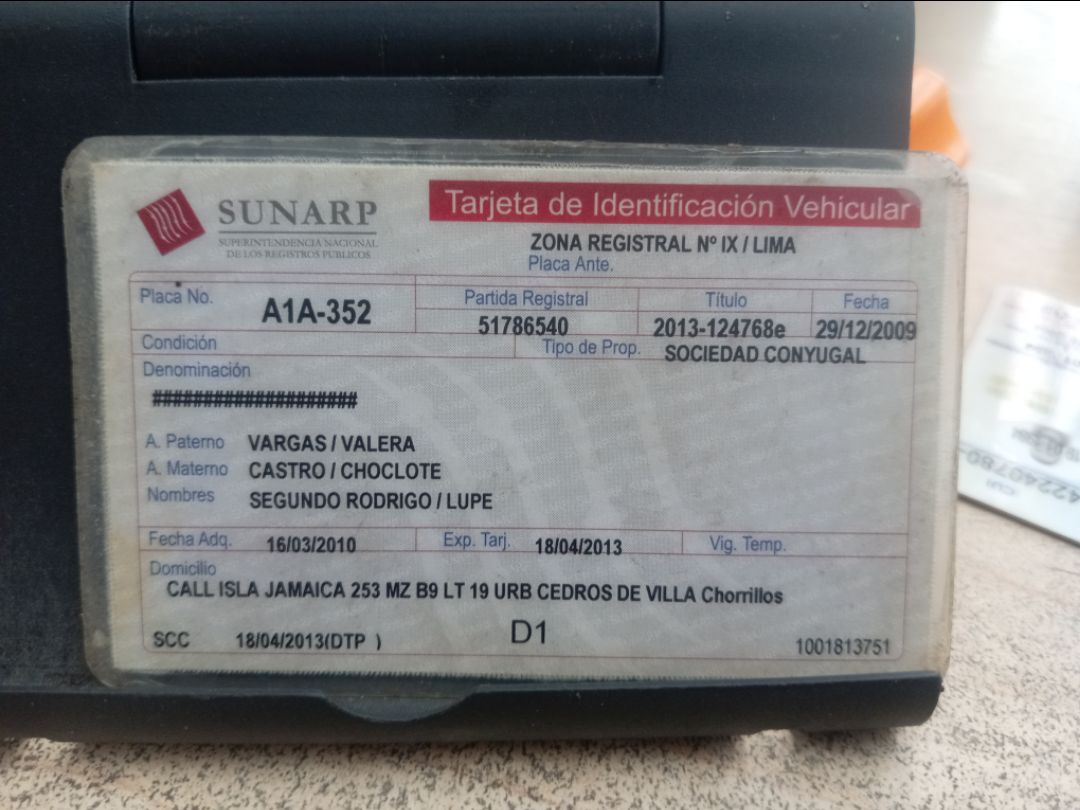 SUNARP
SUPERINTENDENCIA NACIONAL
DE LOS REGISTROS PUBLICOS
Tarjeta de Identificación Vehicular
ZONA REGISTRAL Nº IX / LIMA
Placa Ante.
Placa No. A1A-352
Partida Registral 51786540
Título 2013-124768e
Fecha 29/12/2009
Condición
Tipo de Prop. SOCIEDAD CONYUGAL
Denominación
###################
A. Paterno VARGAS / VALERA
A. Materno CASTRO / CHOCLOTE
Nombres SEGUNDO RODRIGO / LUPE
Fecha Adq. 16/03/2010 Exp. Tarj. 18/04/2013 Vig. Temp.
Domicilio
CALL ISLA JAMAICA 253 MZ B9 LT 19 URB CEDROS DE VILLA Chorrillos
SCC 18/04/2013(DTP ) D1 1001813751
CUI